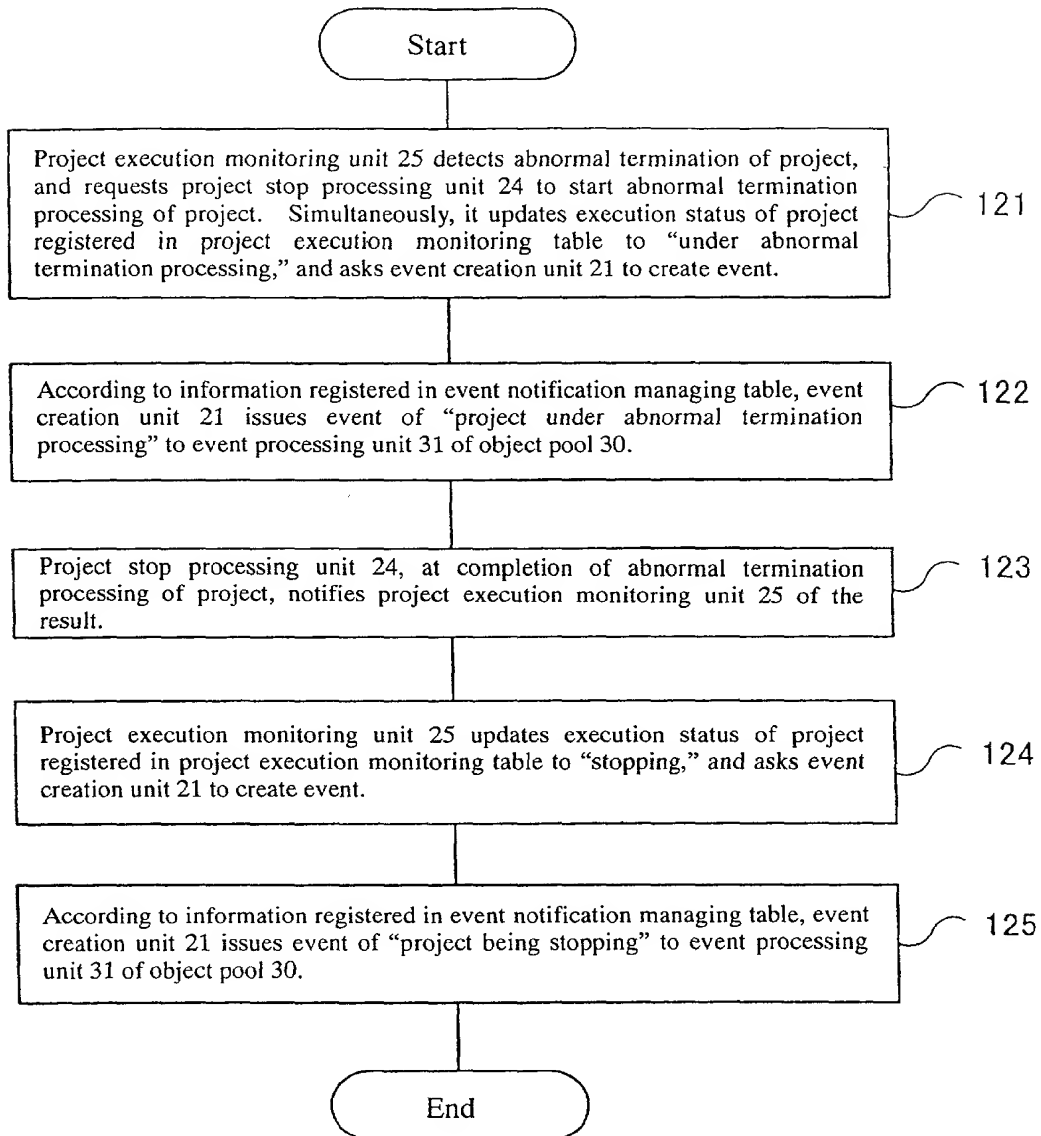 Start
Project execution monitoring unit 25 detects abnormal termination of project,
and requests project stop processing unit 24 to start abnormal termination
processing of project. Simultaneously, it updates execution status of project
registered in project execution monitoring table to “under abnormal
termination processing,” and asks event creation unit 21 to create event.
121
According to information registered in event notification managing table, event
creation unit 21 issues event of “project under abnormal termination
processing” to event processing unit 31 of object pool 30.
122
Project stop processing unit 24, at completion of abnormal termination
processing of project, notifies project execution monitoring unit 25 of the
result.
123
Project execution monitoring unit 25 updates execution status of project
registered in project execution monitoring table to “stopping,” and asks event
creation unit 21 to create event.
124
According to information registered in event notification managing table, event
creation unit 21 issues event of “project being stopping” to event processing
unit 31 of object pool 30.
125
End